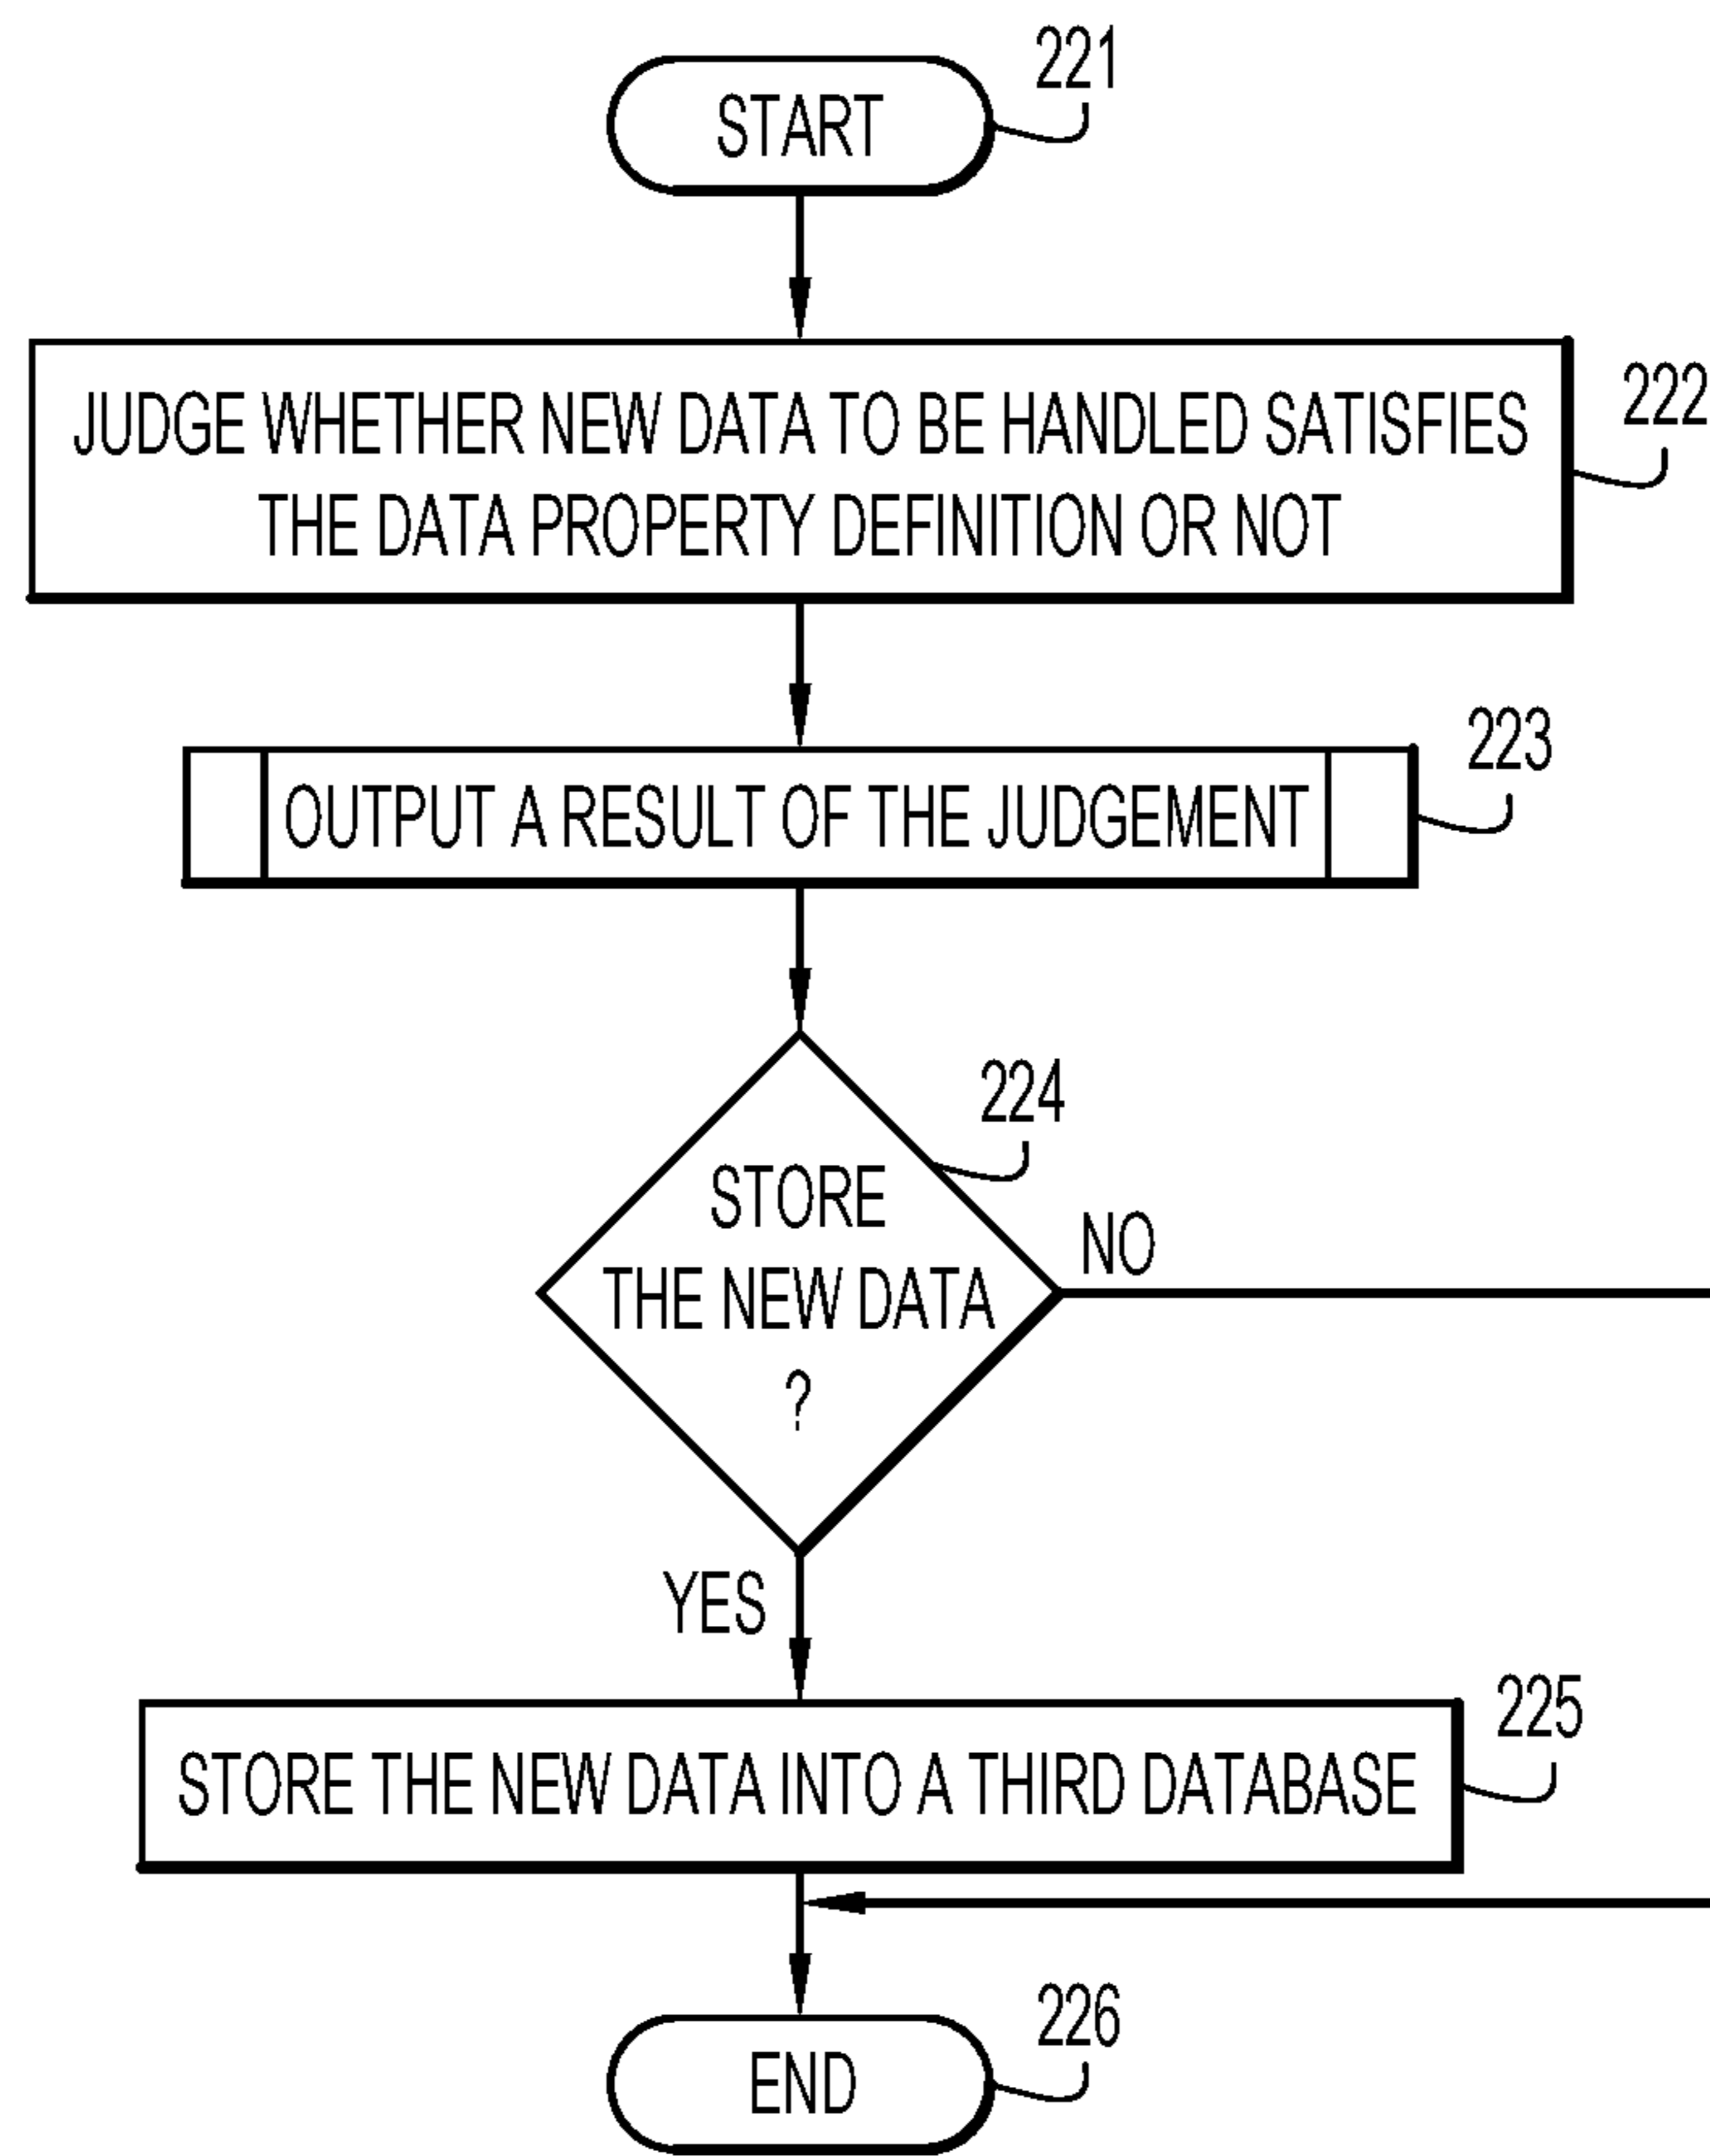 221
START
222
JUDGE WHETHER NEW DATA TO BE HANDLED SATISFIES
THE DATA PROPERTY DEFINITION OR NOT
223
OUTPUT A RESULT OF THE JUDGEMENT
224
STORE
THE NEW DATA
?
NO
YES
225
STORE THE NEW DATA INTO A THIRD DATABASE
226
END